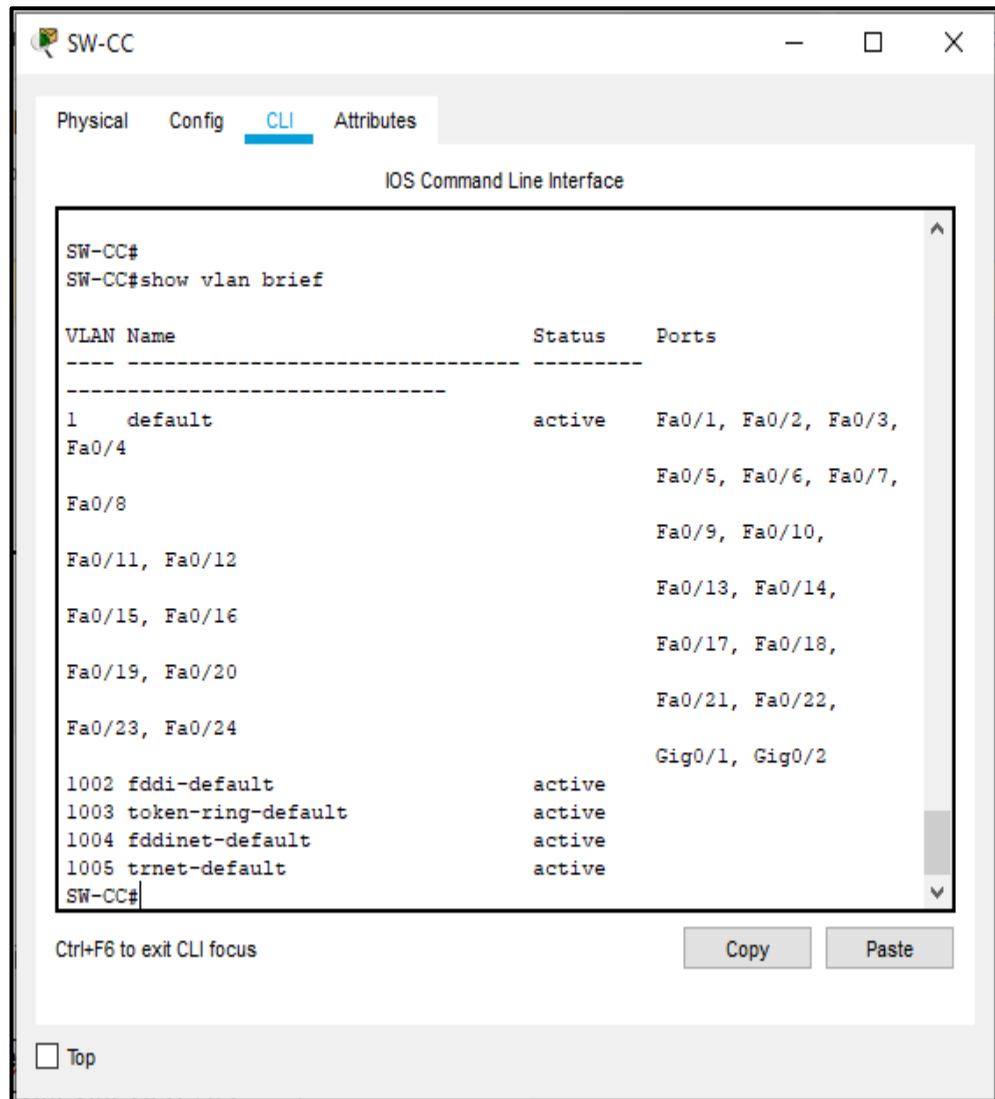 SW-CC
Physical Config CLI Attributes
IOS Command Line Interface
SW-CC#
SW-CC#show vlan brief
VLAN Name Status Ports
---- -------------------------------- ---------
-------------------------------
1 default active Fa0/1, Fa0/2, Fa0/3,
Fa0/4
Fa0/5, Fa0/6, Fa0/7,
Fa0/8
Fa0/9, Fa0/10,
Fa0/11, Fa0/12
Fa0/13, Fa0/14,
Fa0/15, Fa0/16
Fa0/17, Fa0/18,
Fa0/19, Fa0/20
Fa0/21, Fa0/22,
Fa0/23, Fa0/24
Gig0/1, Gig0/2
1002 fddi-default active
1003 token-ring-default active
1004 fddinet-default active
1005 trnet-default active
SW-CC#
Ctrl+F6 to exit CLI focus
Copy Paste
Top